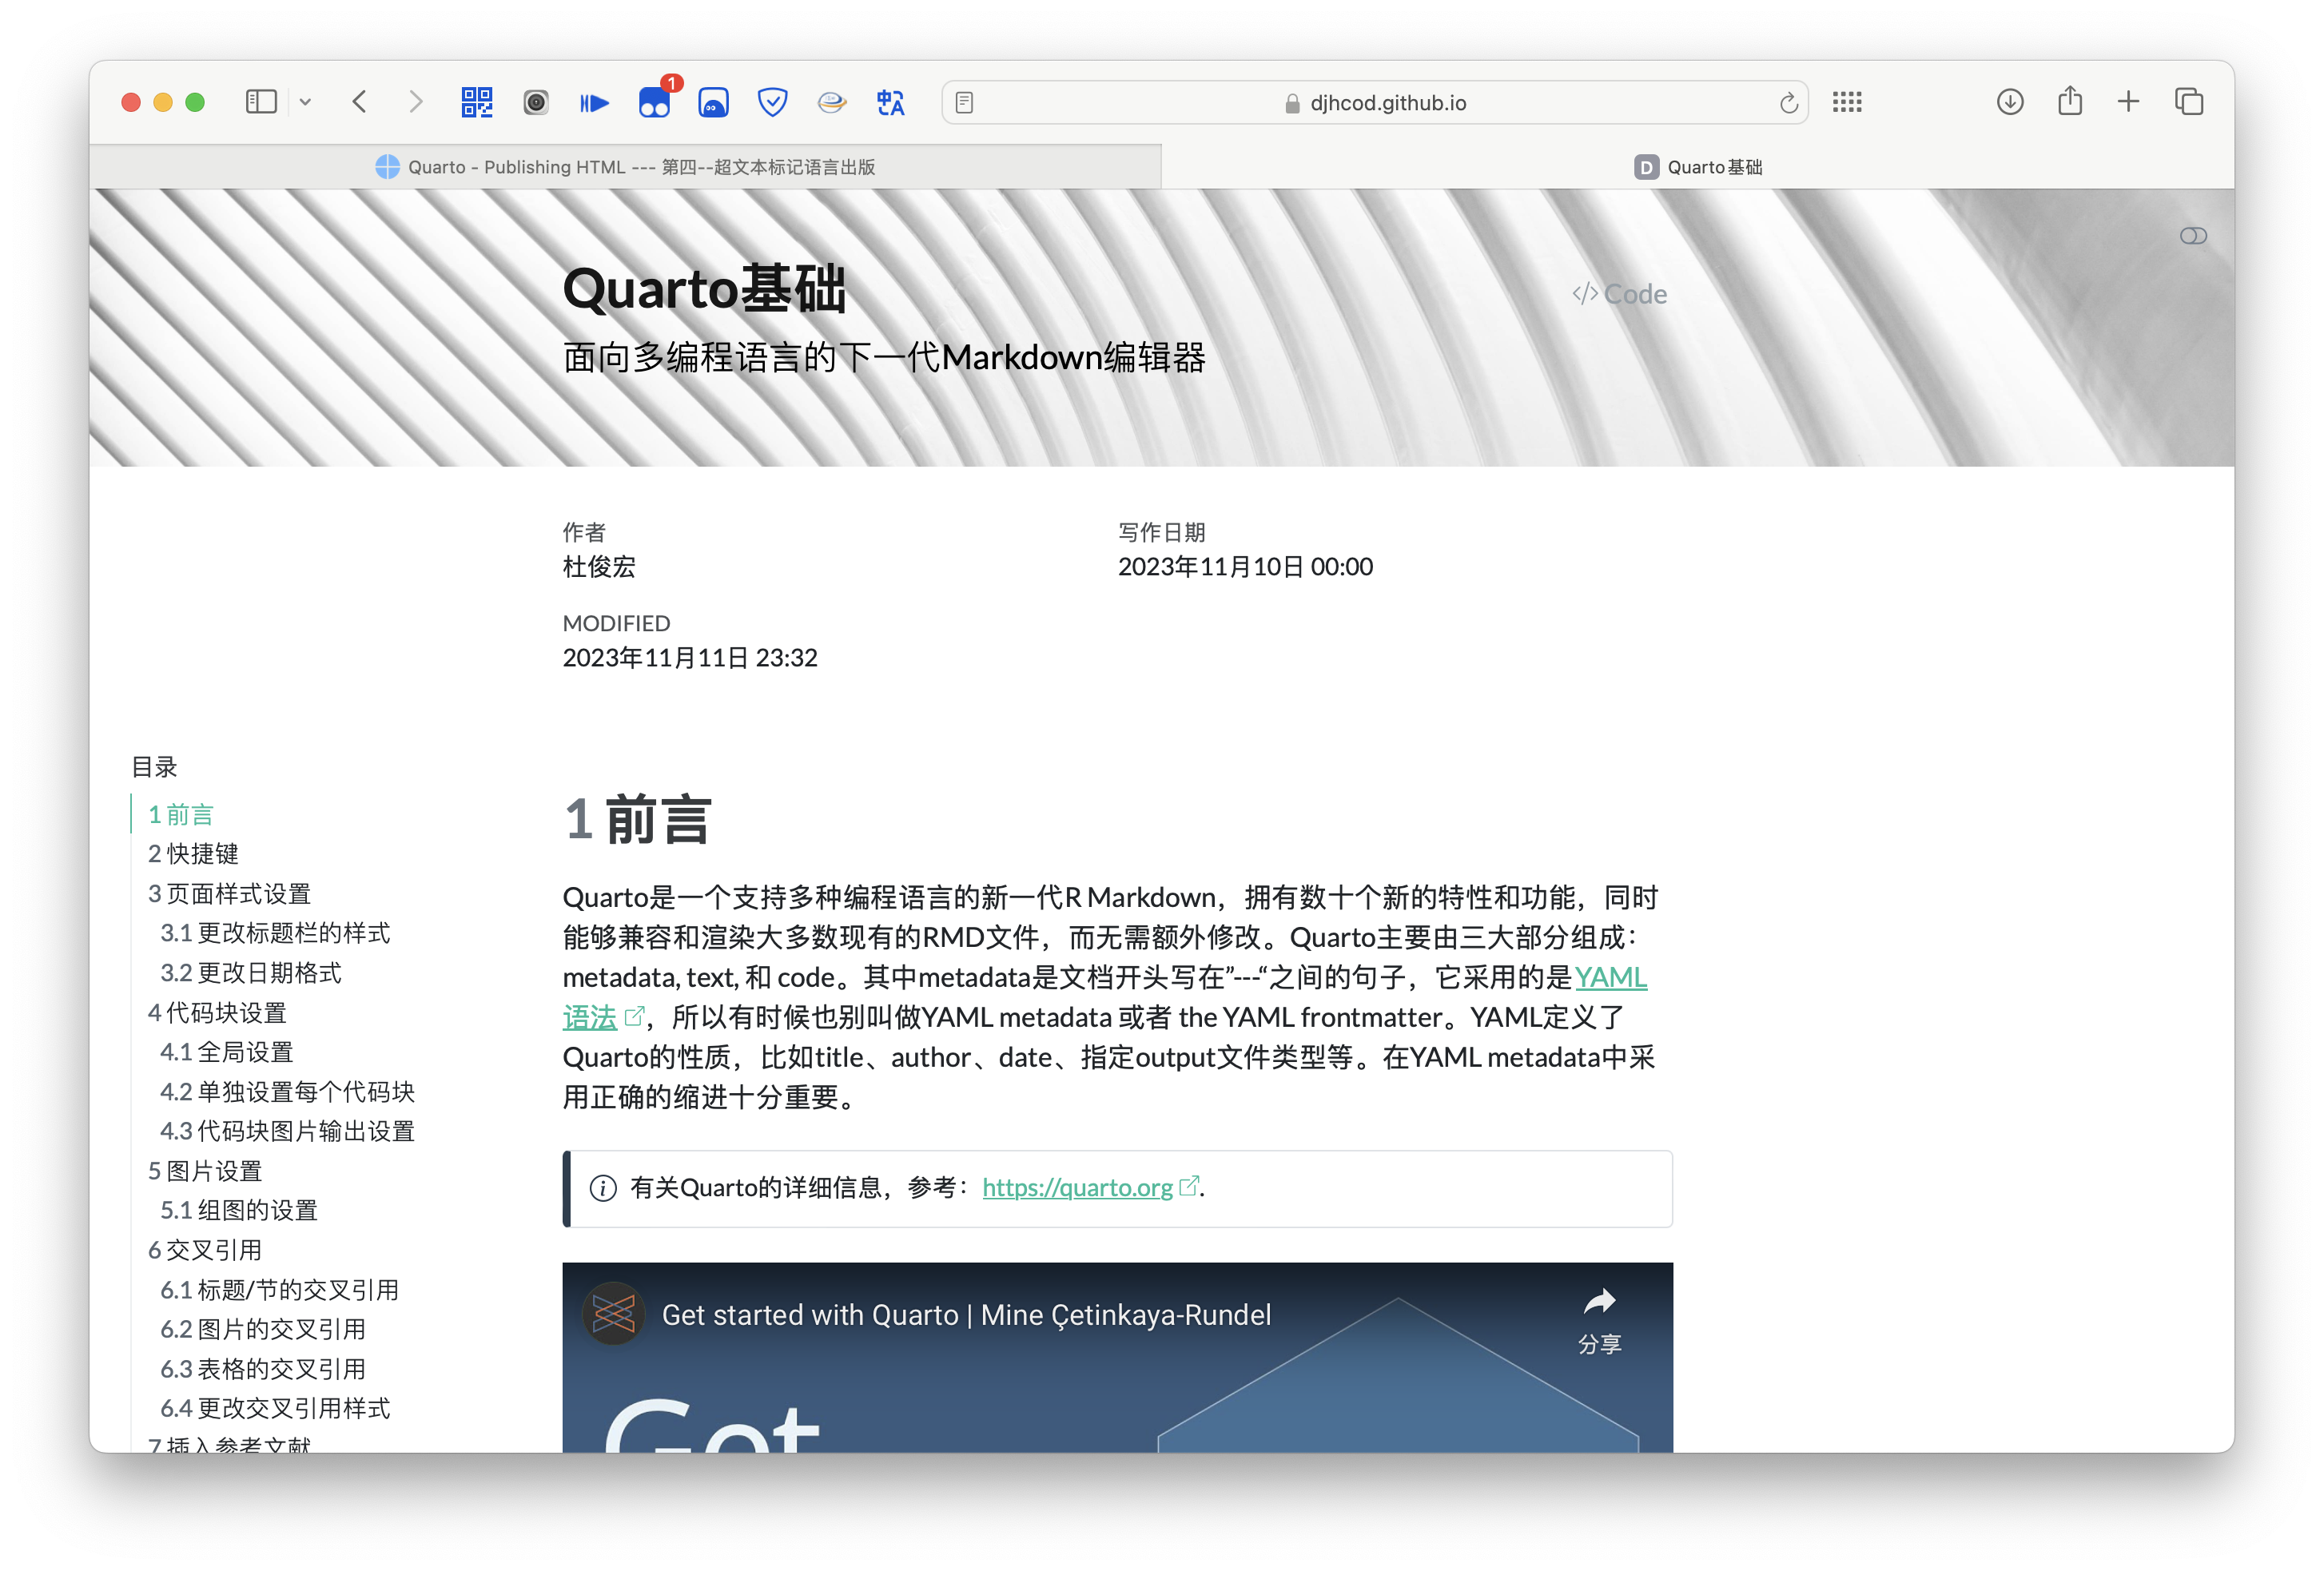 1
djhcod.github.io
Quarto - Publishing HTML --- 第四--超文本标记语言出版
D Quarto基础
Quarto基础
</> Code
面向多编程语言的下一代Markdown编辑器
作者
杜俊宏
写作日期
2023年11月10日 00:00
MODIFIED
2023年11月11日 23:32
目录
1 前言
2 快捷键
3 页面样式设置
3.1 更改标题栏的样式
3.2 更改日期格式
4 代码块设置
4.1 全局设置
4.2 单独设置每个代码块
4.3 代码块图片输出设置
5 图片设置
5.1 组图的设置
6 交叉引用
6.1 标题/节的交叉引用
6.2 图片的交叉引用
6.3 表格的交叉引用
6.4 更改交叉引用样式
7 插入参考文献
1 前言
Quarto是一个支持多种编程语言的新一代R Markdown，拥有数十个新的特性和功能，同时
能够兼容和渲染大多数现有的RMD文件，而无需额外修改。Quarto主要由三大部分组成：
metadata, text, 和 code。其中metadata是文档开头写在”---“之间的句子，它采用的是YAML
语法，所以有时候也别叫做YAML metadata 或者 the YAML frontmatter。YAML定义了
Quarto的性质，比如title、author、date、指定output文件类型等。在YAML metadata中采
用正确的缩进十分重要。
有关Quarto的详细信息，参考：https://quarto.org.
Get started with Quarto | Mine Çetinkaya-Rundel
分享
Get